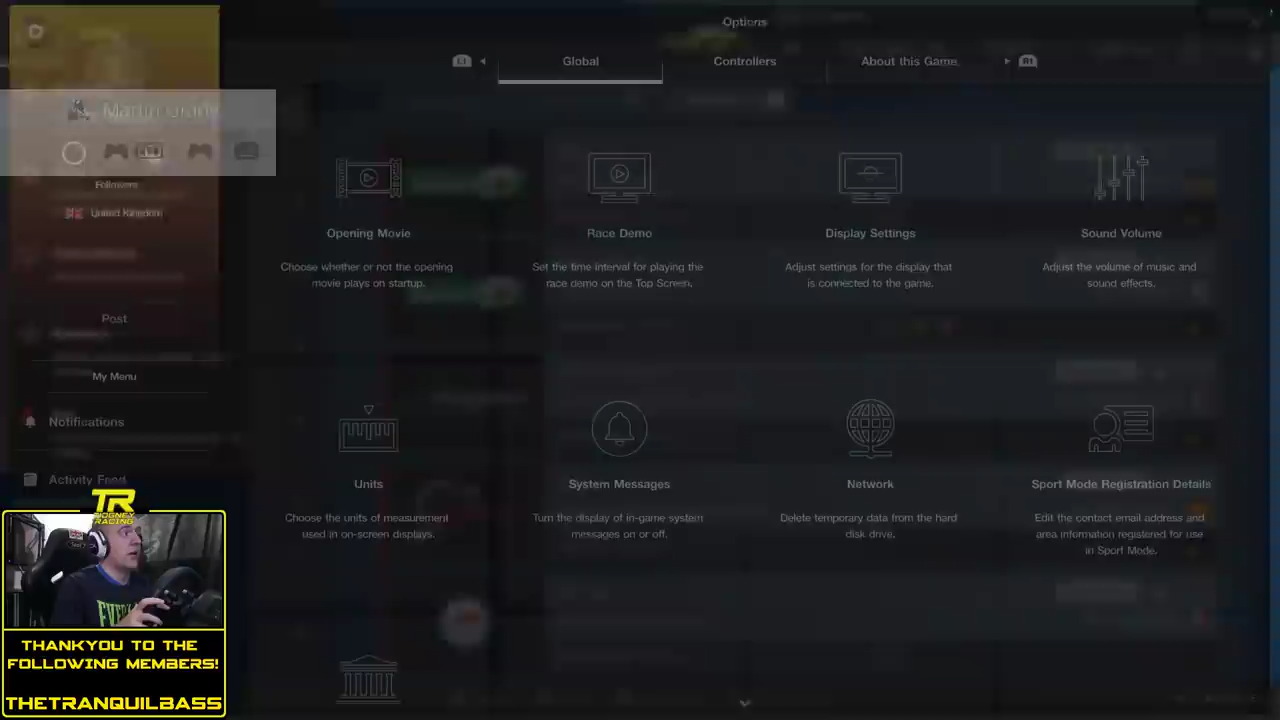 Options
L1
Global
Controllers
About this Game
R1
Followers
United Kingdom
Post
My Menu
Notifications
Activity Feed
Opening Movie
Choose whether or not the opening
movie plays on startup.
Race Demo
Set the time interval for playing the
race demo on the Top Screen.
Display Settings
Adjust settings for the display that
is connected to the game.
Sound Volume
Adjust the volume of music and
sound effects.
Units
Choose the units of measurement
used in on-screen displays.
System Messages
Turn the display of in-game system
messages on or off.
Network
Delete temporary data from the hard
disk drive.
Sport Mode Registration Details
Edit the contact email address and
area information registered for use
in Sport Mode.
TR
RACING
THANKYOU TO THE
FOLLOWING MEMBERS!
THETRANQUILBASS